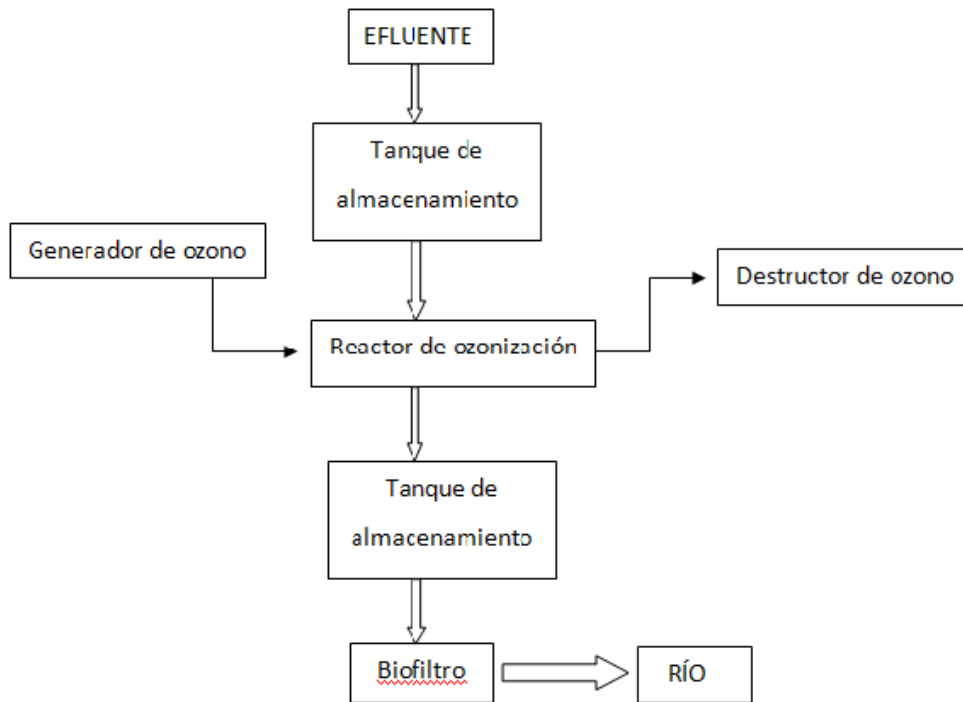 EFLUENTE
Tanque de
almacenamiento
Generador de ozono
Destructor de ozono
Reactor de ozonización
Tanque de
almacenamiento
Biofiltro
RÍO